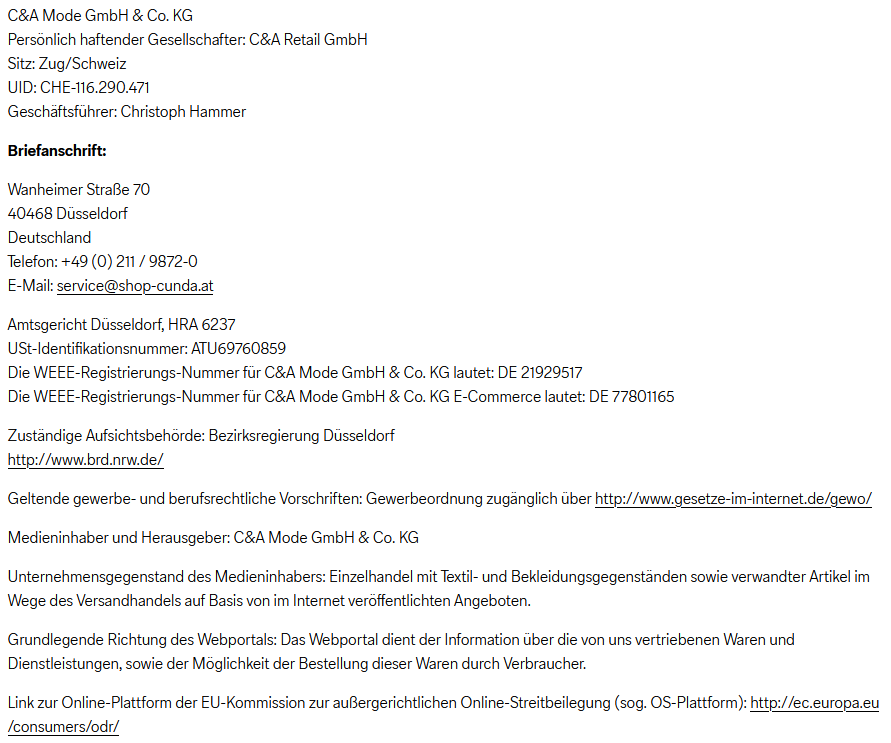 C&A Mode GmbH & Co. KG
Persönlich haftender Gesellschafter: C&A Retail GmbH
Sitz: Zug/Schweiz
UID: CHE-116.290.471
Geschäftsführer: Christoph Hammer
Briefanschrift:
Wanheimer Straße 70
40468 Düsseldorf
Deutschland
Telefon: +49 (0) 211 / 9872-0
E-Mail: service@shop-cunda.at
Amtsgericht Düsseldorf, HRA 6237
USt-Identifikationsnummer: ATU69760859
Die WEEE-Registrierungs-Nummer für C&A Mode GmbH & Co. KG lautet: DE 21929517
Die WEEE-Registrierungs-Nummer für C&A Mode GmbH & Co. KG E-Commerce lautet: DE 77801165
Zuständige Aufsichtsbehörde: Bezirksregierung Düsseldorf
http://www.brd.nrw.de/
Geltende gewerbe- und berufsrechtliche Vorschriften: Gewerbeordnung zugänglich über http://www.gesetze-im-internet.de/gewo/
Medieninhaber und Herausgeber: C&A Mode GmbH & Co. KG
Unternehmensgegenstand des Medieninhabers: Einzelhandel mit Textil- und Bekleidungsgegenständen sowie verwandter Artikel im
Wege des Versandhandels auf Basis von im Internet veröffentlichten Angeboten.
Grundlegende Richtung des Webportals: Das Webportal dient der Information über die von uns vertriebenen Waren und
Dienstleistungen, sowie der Möglichkeit der Bestellung dieser Waren durch Verbraucher.
Link zur Online-Plattform der EU-Kommission zur außergerichtlichen Online-Streitbeilegung (sog. OS-Plattform): http://ec.europa.eu
/consumers/odr/